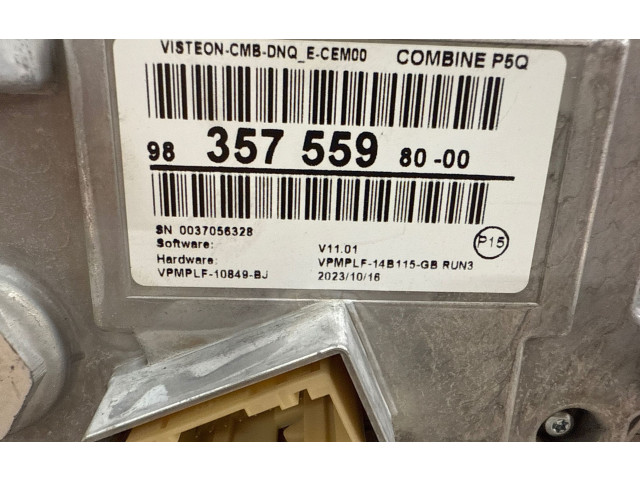 VISTEON-CMB-DNQ_E-CEM00 COMBINE P5Q
98 357 559 80-00
SN 0037056328
Software: V11.01
Hardware: VPMPLF-14B115-GB RUN3
VPMPLF-10849-BJ 2023/10/16
P15